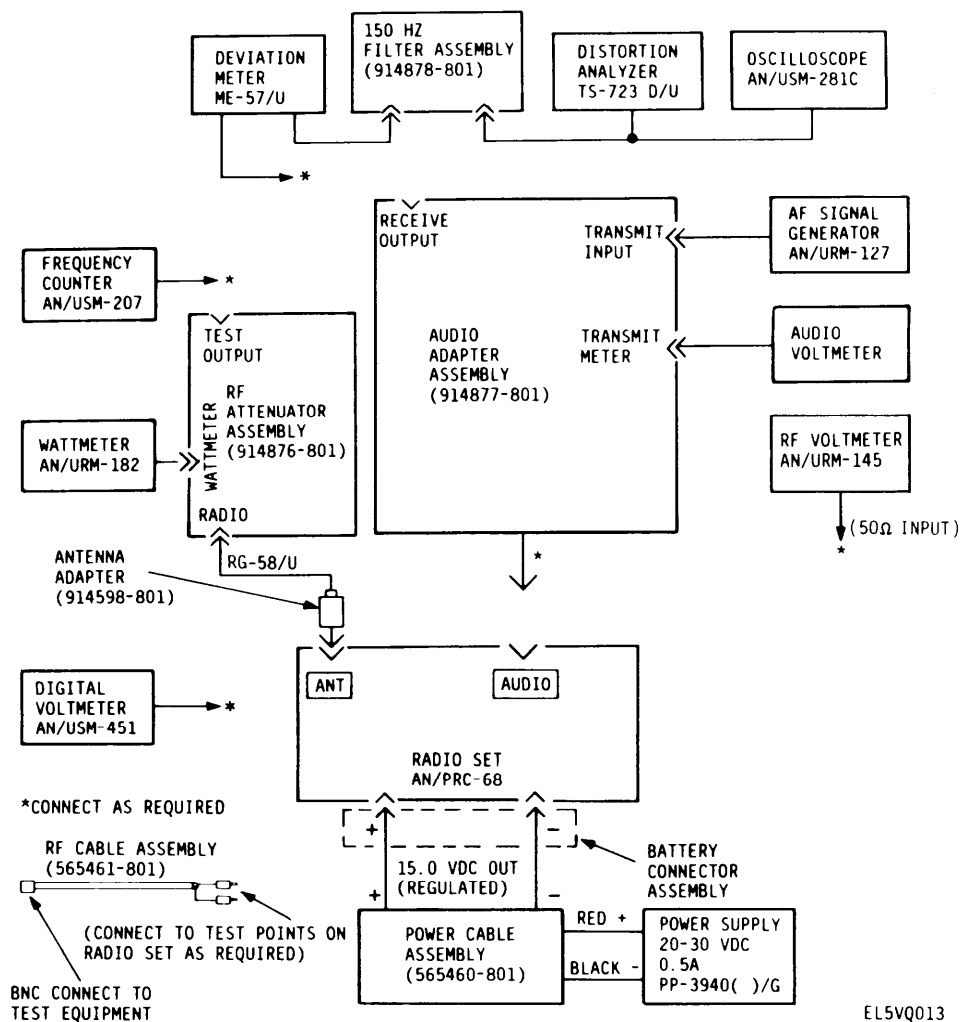 DEVIATION
METER
ME-57/U
150 HZ
FILTER ASSEMBLY
(914878-801)
DISTORTION
ANALYZER
TS-723 D/U
OSCILLOSCOPE
AN/USM-281C
*
RECEIVE
OUTPUT
TRANSMIT
INPUT
AF SIGNAL
GENERATOR
AN/URM-127
FREQUENCY
COUNTER
AN/USM-207
*
TEST
OUTPUT
AUDIO
ADAPTER
ASSEMBLY
(914877-801)
TRANSMIT
METER
AUDIO
VOLTMETER
WATTMETER
AN/URM-182
WATTMETER
RF
ATTENUATOR
ASSEMBLY
(914876-801)
RADIO
RF VOLTMETER
AN/URM-145
(50Ω INPUT)
*
RG-58/U
*
ANTENNA
ADAPTER
(914598-801)
ANT
AUDIO
DIGITAL
VOLTMETER
AN/USM-451
*
RADIO SET
AN/PRC-68
*CONNECT AS REQUIRED
+
-
RF CABLE ASSEMBLY
(565461-801)
15.0 VDC OUT
(REGULATED)
+
-
BATTERY
CONNECTOR
ASSEMBLY
(CONNECT TO TEST POINTS ON
RADIO SET AS REQUIRED)
POWER CABLE
ASSEMBLY
(565460-801)
RED +
BLACK -
POWER SUPPLY
20-30 VDC
0.5A
PP-3940( )/G
BNC CONNECT TO
TEST EQUIPMENT
EL5VQ013